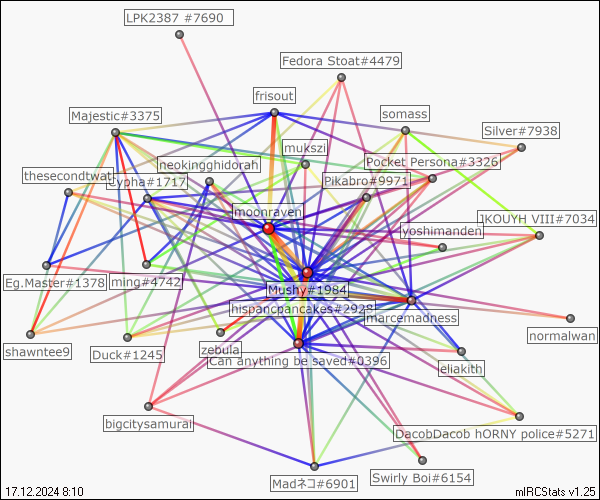 LPK2387 #7690
Fedora Stoat#4479
frisout
Majestic#3375
somass
Silver#7938
mukszi
neokingghidorah
Pocket Persona#3326
thesecondtwat
Cypha#1717
Pikabro#9971
moonraven
JKOUYH VIII#7034
yoshimanden
Eg.Master#1378
ming#4742
Mushy#1984
hispancpancakes#2928
marcemadness
normalwan
shawntee9
Duck#1245
zebula
Can anything be saved#0396
eliakith
bigcitysamurai
DacobDacob hORNY police#5271
Swirly Boi#6154
Madネコ#6901
17.12.2024 8:10
mIRCStats v1.25